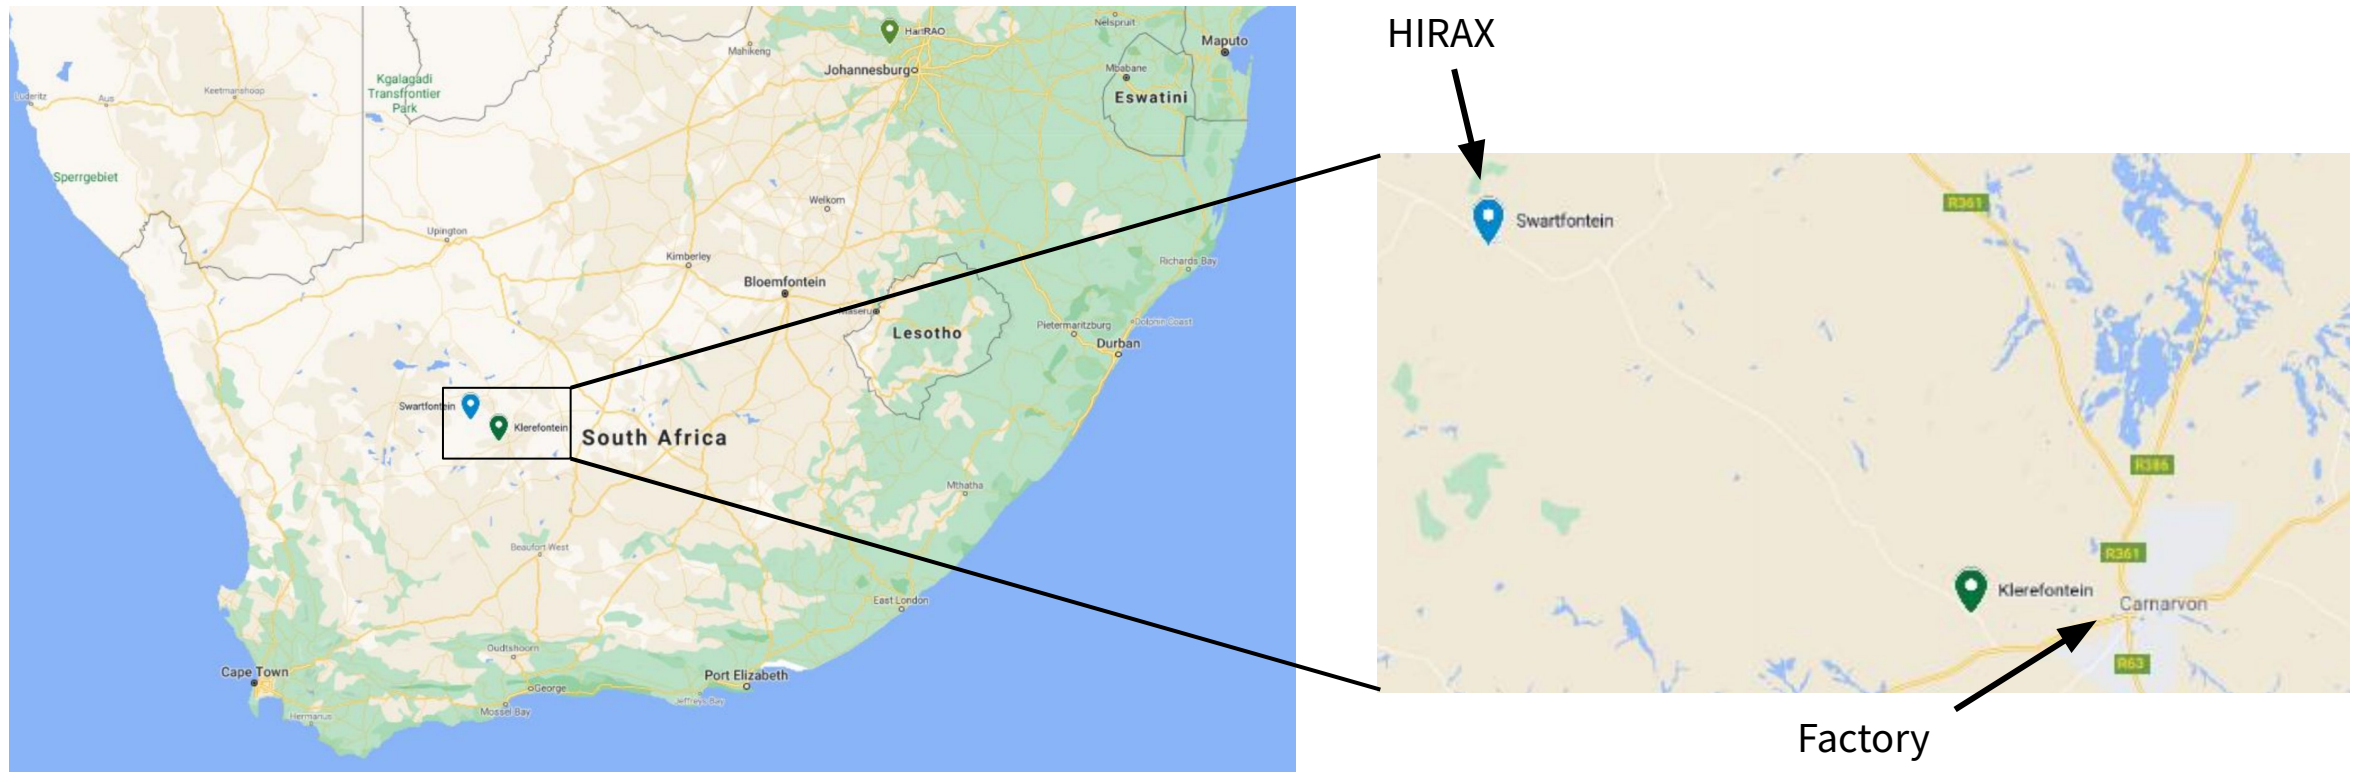 HartRAO
Nelspruit
Mahikeng
Maputo
Johannesburg
Mbabane
Kgalagadi
Transfrontier
Park
Keetmanshoop
Lüderitz
Aus
Eswatini
Sperrgebiet
Welkom
Upington
Kimberley
Richards Bay
Bloemfontein
Maseru
Lesotho
Pietermaritzburg
Dolphin Coast
Durban
Swartfontein
Klerefontein
South Africa
Mthatha
Beaufort West
East London
Oudtshoorn
Cape Town
Port Elizabeth
George
Jeffreys Bay
Mossel Bay
Hermanus
HIRAX
R361
Swartfontein
R386
R361
Klerefontein
Carnarvon
R63
Factory